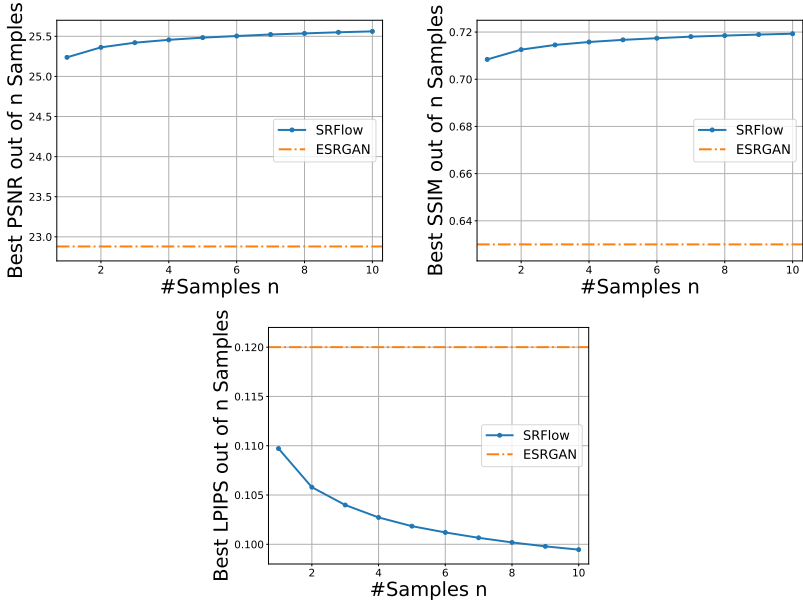 Best PSNR out of n Samples
25.5
25.0
24.5
24.0
23.5
23.0
2 4 6 8 10
#Samples n
SRFlow
ESRGAN
Best SSIM out of n Samples
0.72
0.70
0.68
0.66
0.64
2 4 6 8 10
#Samples n
SRFlow
ESRGAN
Best LPIPS out of n Samples
0.120
0.115
0.110
0.105
0.100
2 4 6 8 10
#Samples n
SRFlow
ESRGAN